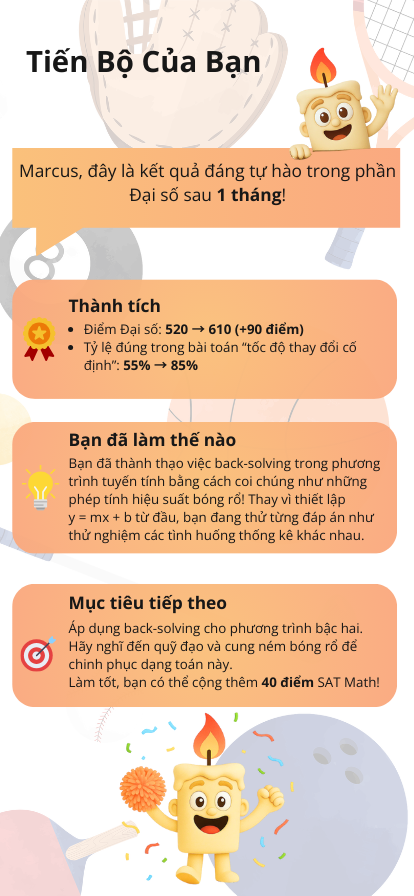 Tiến Bộ Của Bạn
Marcus, đây là kết quả đáng tự hào trong phần
Đại số sau 1 tháng!
8
Thành tích
• Điểm Đại số: 520 → 610 (+90 điểm)
• Tỷ lệ đúng trong bài toán “tốc độ thay đổi cố
định”: 55% → 85%
Bạn đã làm thế nào
Bạn đã thành thạo việc back-solving trong phương
trình tuyến tính bằng cách coi chúng như những
phép tính hiệu suất bóng rổ! Thay vì thiết lập
y = mx + b từ đầu, bạn đang thử từng đáp án như
thử nghiệm các tình huống thống kê khác nhau.
Mục tiêu tiếp theo
Áp dụng back-solving cho phương trình bậc hai.
Hãy nghĩ đến quỹ đạo và cung ném bóng rổ để
chinh phục dạng toán này.
Làm tốt, bạn có thể cộng thêm 40 điểm SAT Math!